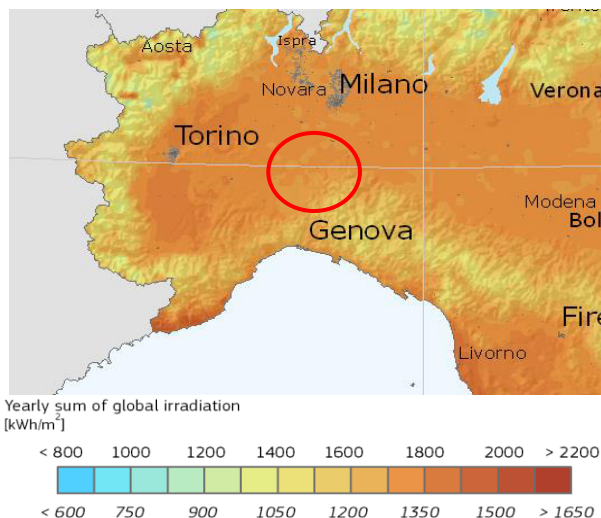 Trento
Aosta
Ispra
Novara
Milano
Verona
Torino
Modena
Bol
Genova
Fire
Livorno
Yearly sum of global irradiation
[kWh/m²]
< 800 1000 1200 1400 1600 1800 2000 > 2200
< 600 750 900 1050 1200 1350 1500 > 1650